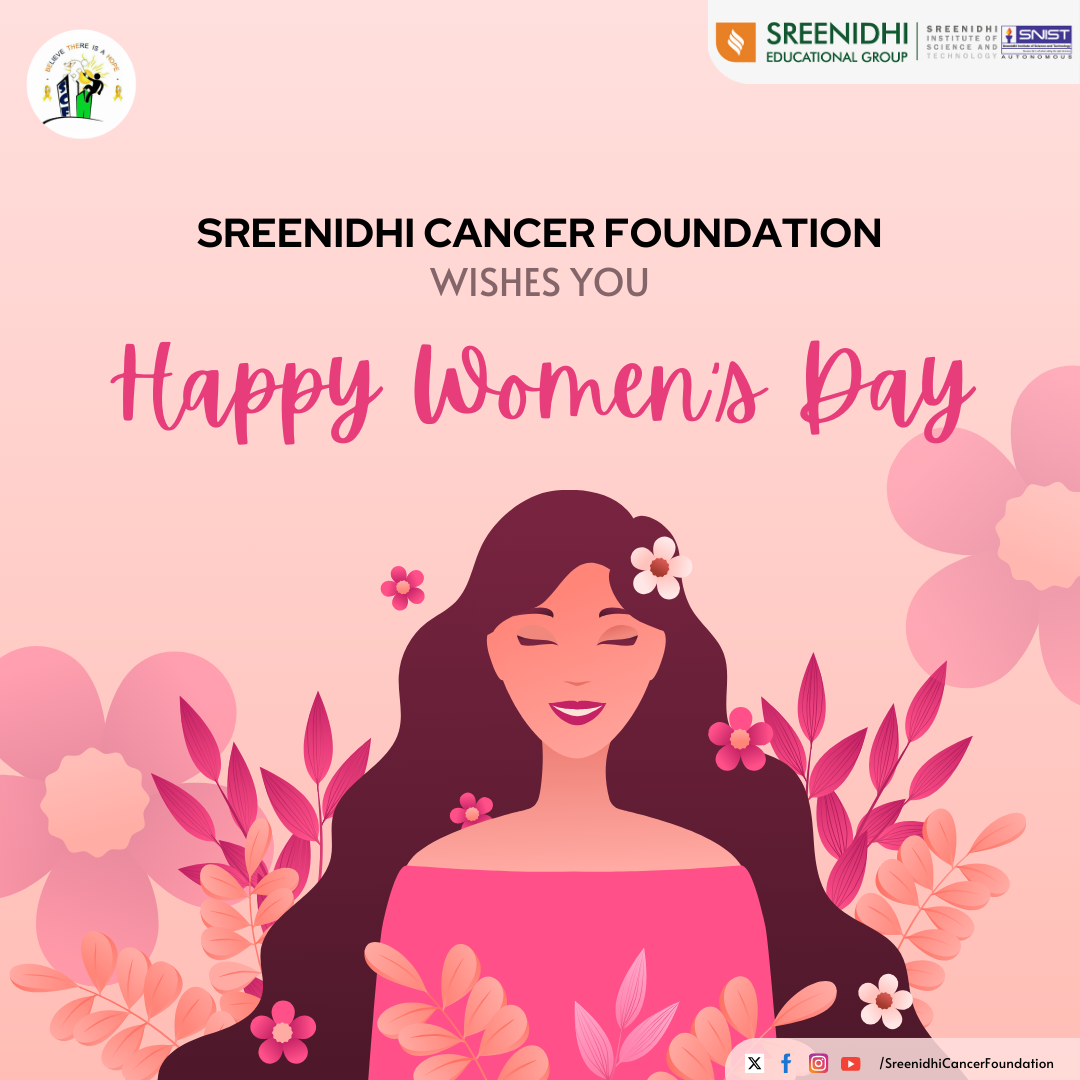 BELIEVE THERE IS A HOPE
SREENIDHI
EDUCATIONAL GROUP
SREENIDHI
INSTITUTE OF
SCIENCE AND
TECHNOLOGY
SNIST
AUTONOMOUS
SREENIDHI CANCER FOUNDATION
WISHES YOU
Happy Women's Day
/SreenidhiCancerFoundation